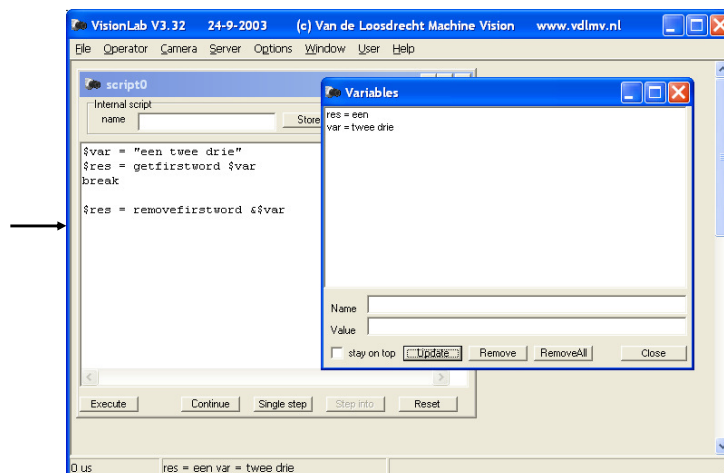 VisionLab V3.32 24-9-2003 (c) Van de Loosdrecht Machine Vision www.vdlmv.nl
File Operator Camera Server Options Window User Help
script0
Internal script
name Store
$var = "een twee drie"
$res = getfirstword $var
break
$res = removefirstword &$var
Execute Continue Single step Step into Reset
Variables
res = een
var = twee drie
Name
Value
stay on top Update Remove RemoveAll Close
0 us res = een var = twee drie